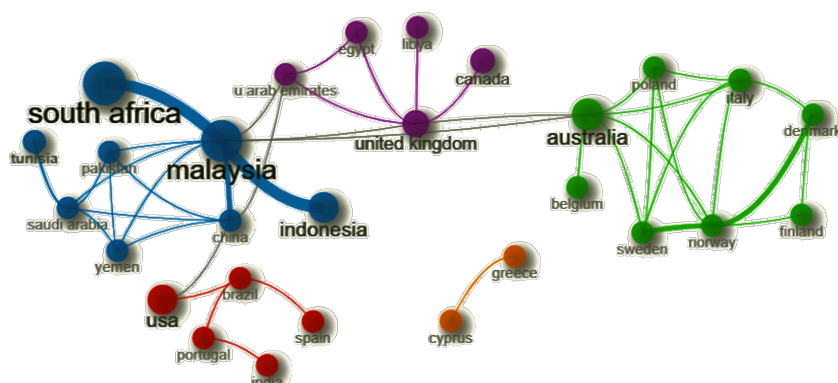 libya
egypt
canada
u arab emirates
poland
italy
south africa
denmark
united kingdom
australia
tunisia
pakistan
malaysia
belgium
saudi arabia
indonesia
china
sweden
norway
finland
yemen
greece
brazil
usa
spain
cyprus
portugal
india